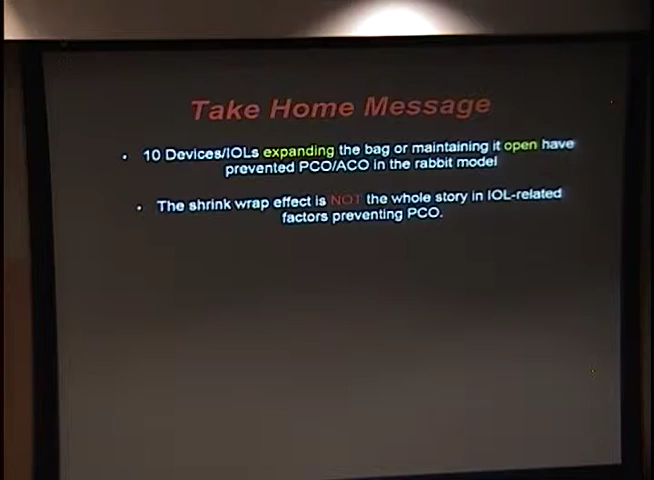 Take Home Message
• 10 Devices/IOLs expanding the bag or maintaining it open have
prevented PCO/ACO in the rabbit model
• The shrink wrap effect is NOT the whole story in IOL-related
factors preventing PCO.